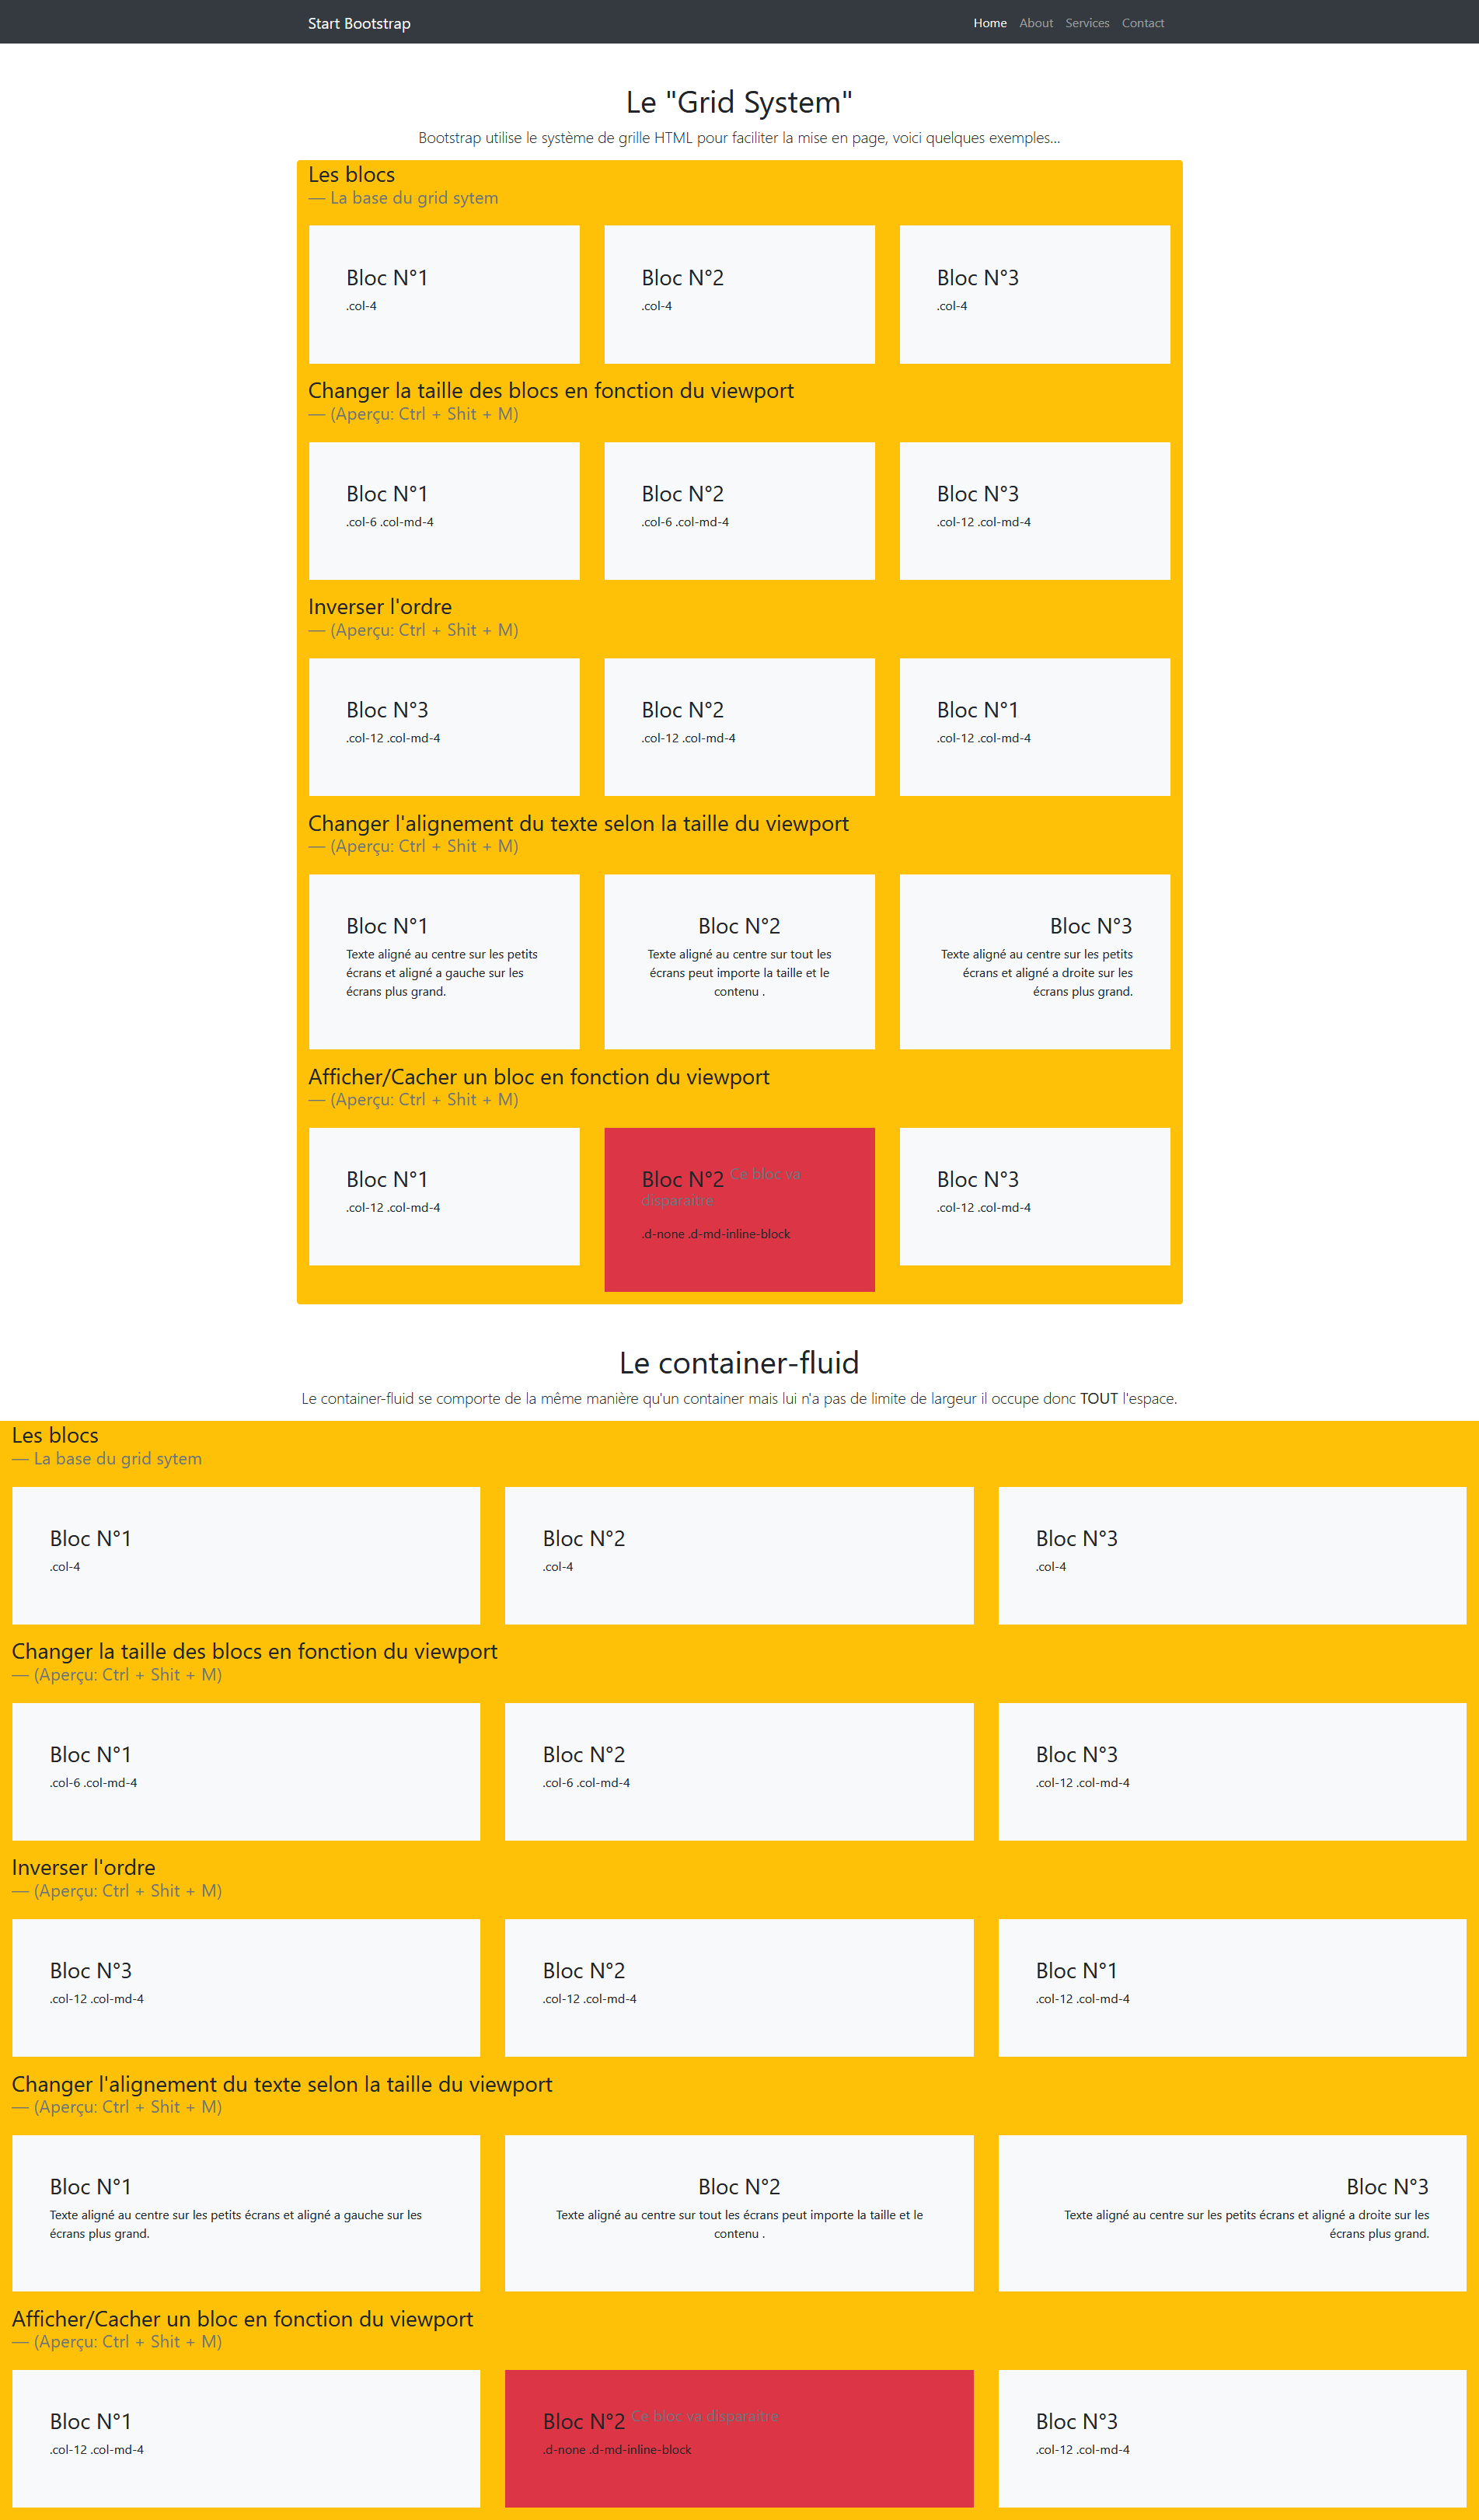 Start Bootstrap
Home About Services Contact
Le "Grid System"
Bootstrap utilise le système de grille HTML pour faciliter la mise en page, voici quelques exemples...
Les blocs
— La base du grid sytem
Bloc N°1
.col-4
Bloc N°2
.col-4
Bloc N°3
.col-4
Changer la taille des blocs en fonction du viewport
— (Aperçu: Ctrl + Shit + M)
Bloc N°1
.col-6 .col-md-4
Bloc N°2
.col-6 .col-md-4
Bloc N°3
.col-12 .col-md-4
Inverser l'ordre
— (Aperçu: Ctrl + Shit + M)
Bloc N°3
.col-12 .col-md-4
Bloc N°2
.col-12 .col-md-4
Bloc N°1
.col-12 .col-md-4
Changer l'alignement du texte selon la taille du viewport
— (Aperçu: Ctrl + Shit + M)
Bloc N°1
Texte aligné au centre sur les petits
écrans et aligné a gauche sur les
écrans plus grand.
Bloc N°2
Texte aligné au centre sur tout les
écrans peut importe la taille et le
contenu .
Bloc N°3
Texte aligné au centre sur les petits
écrans et aligné a droite sur les
écrans plus grand.
Afficher/Cacher un bloc en fonction du viewport
— (Aperçu: Ctrl + Shit + M)
Bloc N°1
.col-12 .col-md-4
Bloc N°2 Ce bloc va
disparaitre
.d-none .d-md-inline-block
Bloc N°3
.col-12 .col-md-4
Le container-fluid
Le container-fluid se comporte de la même manière qu'un container mais lui n'a pas de limite de largeur il occupe donc TOUT l'espace.
Les blocs
— La base du grid sytem
Bloc N°1
.col-4
Bloc N°2
.col-4
Bloc N°3
.col-4
Changer la taille des blocs en fonction du viewport
— (Aperçu: Ctrl + Shit + M)
Bloc N°1
.col-6 .col-md-4
Bloc N°2
.col-6 .col-md-4
Bloc N°3
.col-12 .col-md-4
Inverser l'ordre
— (Aperçu: Ctrl + Shit + M)
Bloc N°3
.col-12 .col-md-4
Bloc N°2
.col-12 .col-md-4
Bloc N°1
.col-12 .col-md-4
Changer l'alignement du texte selon la taille du viewport
— (Aperçu: Ctrl + Shit + M)
Bloc N°1
Texte aligné au centre sur les petits écrans et aligné a gauche sur les
écrans plus grand.
Bloc N°2
Texte aligné au centre sur tout les écrans peut importe la taille et le
contenu .
Bloc N°3
Texte aligné au centre sur les petits écrans et aligné a droite sur les
écrans plus grand.
Afficher/Cacher un bloc en fonction du viewport
— (Aperçu: Ctrl + Shit + M)
Bloc N°1
.col-12 .col-md-4
Bloc N°2 Ce bloc va disparaitre
.d-none .d-md-inline-block
Bloc N°3
.col-12 .col-md-4